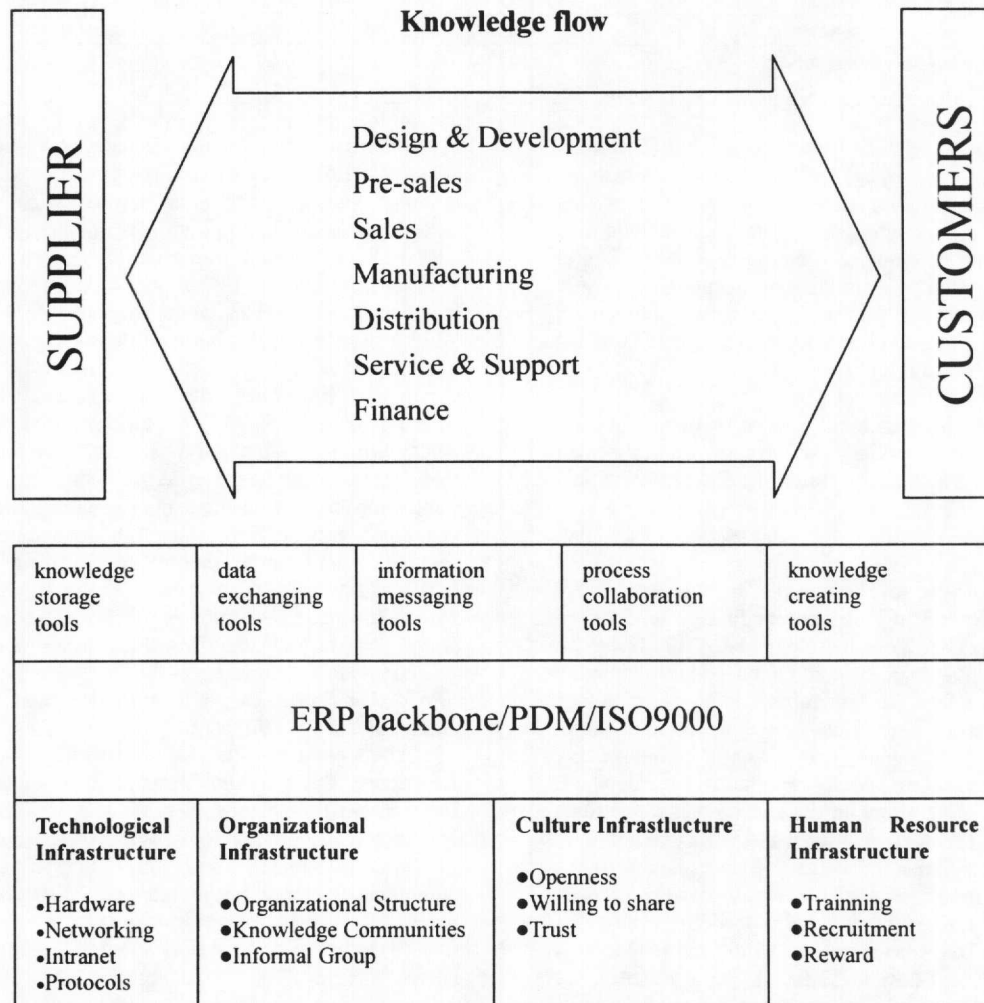 Knowledge flow
SUPPLIER
Design & Development
Pre-sales
Sales
Manufacturing
Distribution
Service & Support
Finance
CUSTOMERS
knowledge
storage
tools
data
exchanging
tools
information
messaging
tools
process
collaboration
tools
knowledge
creating
tools
ERP backbone/PDM/ISO9000
Technological
Infrastructure
•Hardware
•Networking
•Intranet
•Protocols
Organizational
Infrastructure
●Organizational Structure
●Knowledge Communities
●Informal Group
Culture Infrastlucture
●Openness
●Willing to share
●Trust
Human Resource
Infrastructure
●Trainning
●Recruitment
●Reward